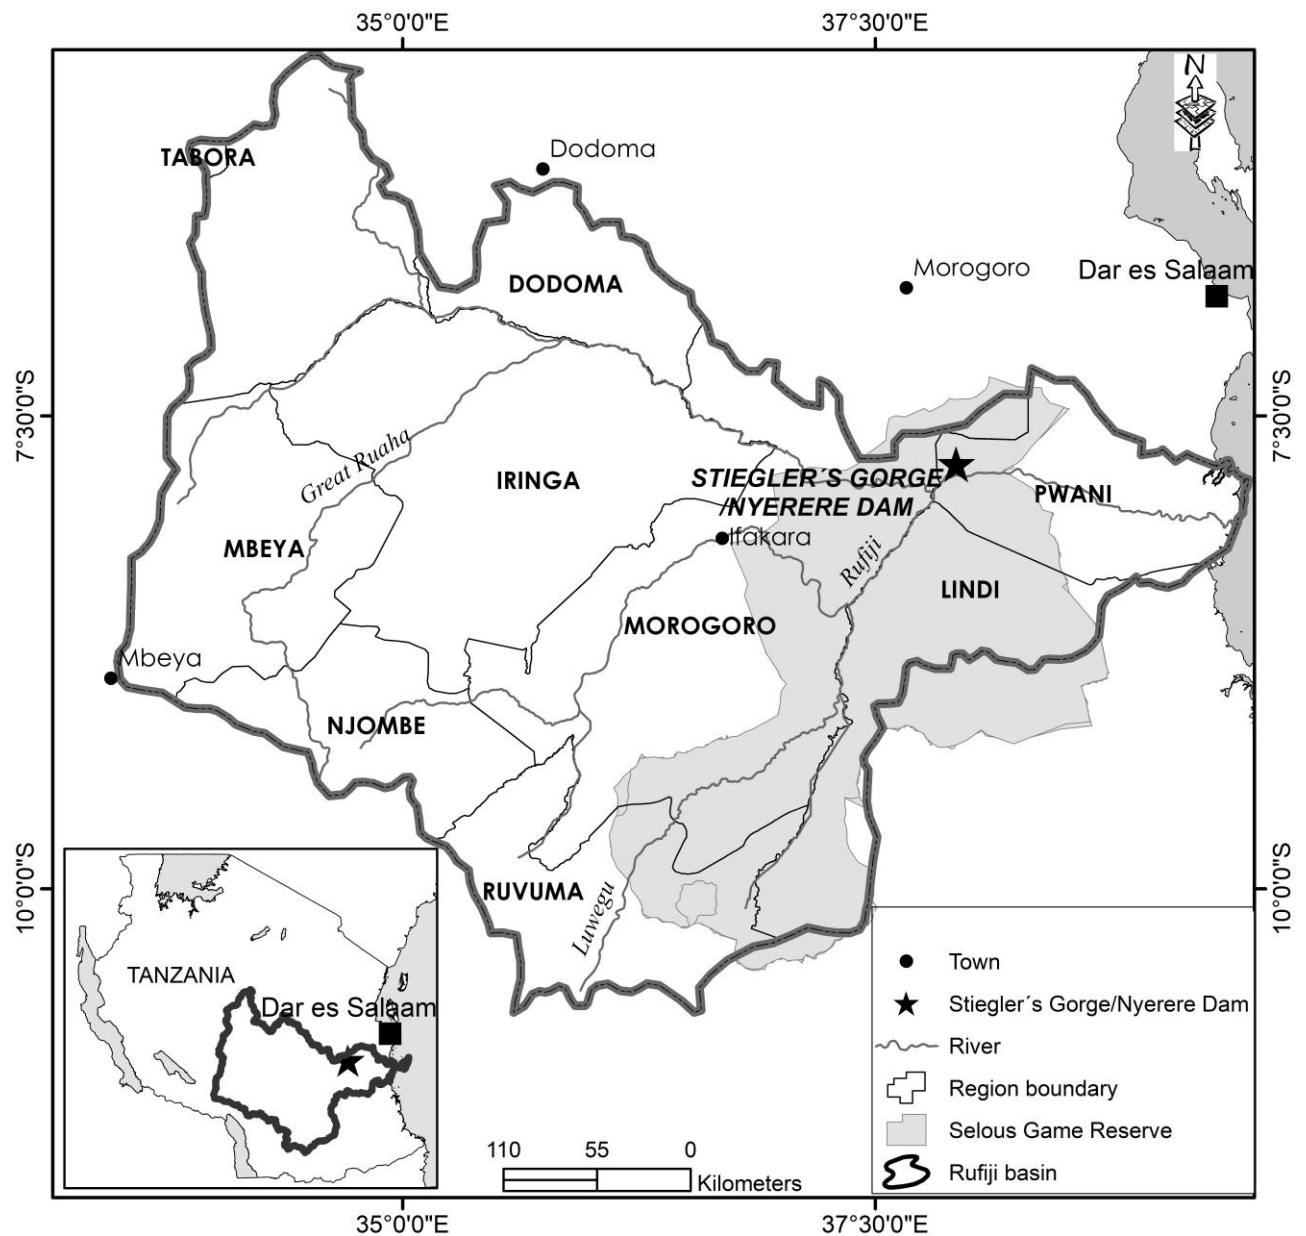 35°0'0"E
37°30'0"E
N
Dodoma
TABORA
Morogoro
Dar es Salaam
DODOMA
7°30'0"S
7°30'0"S
Great Ruaha
IRINGA
STIEGLER´S GORGE
/NYERERE DAM
PWANI
Ifakara
MBEYA
Rufiji
LINDI
MOROGORO
Mbeya
NJOMBE
10°0'0"S
10°0'0"S
RUVUMA
Luwegu
TANZANIA
Dar es Salaam
Town
Stiegler´s Gorge/Nyerere Dam
River
Region boundary
Selous Game Reserve
Rufiji basin
110 55 0
Kilometers
35°0'0"E
37°30'0"E